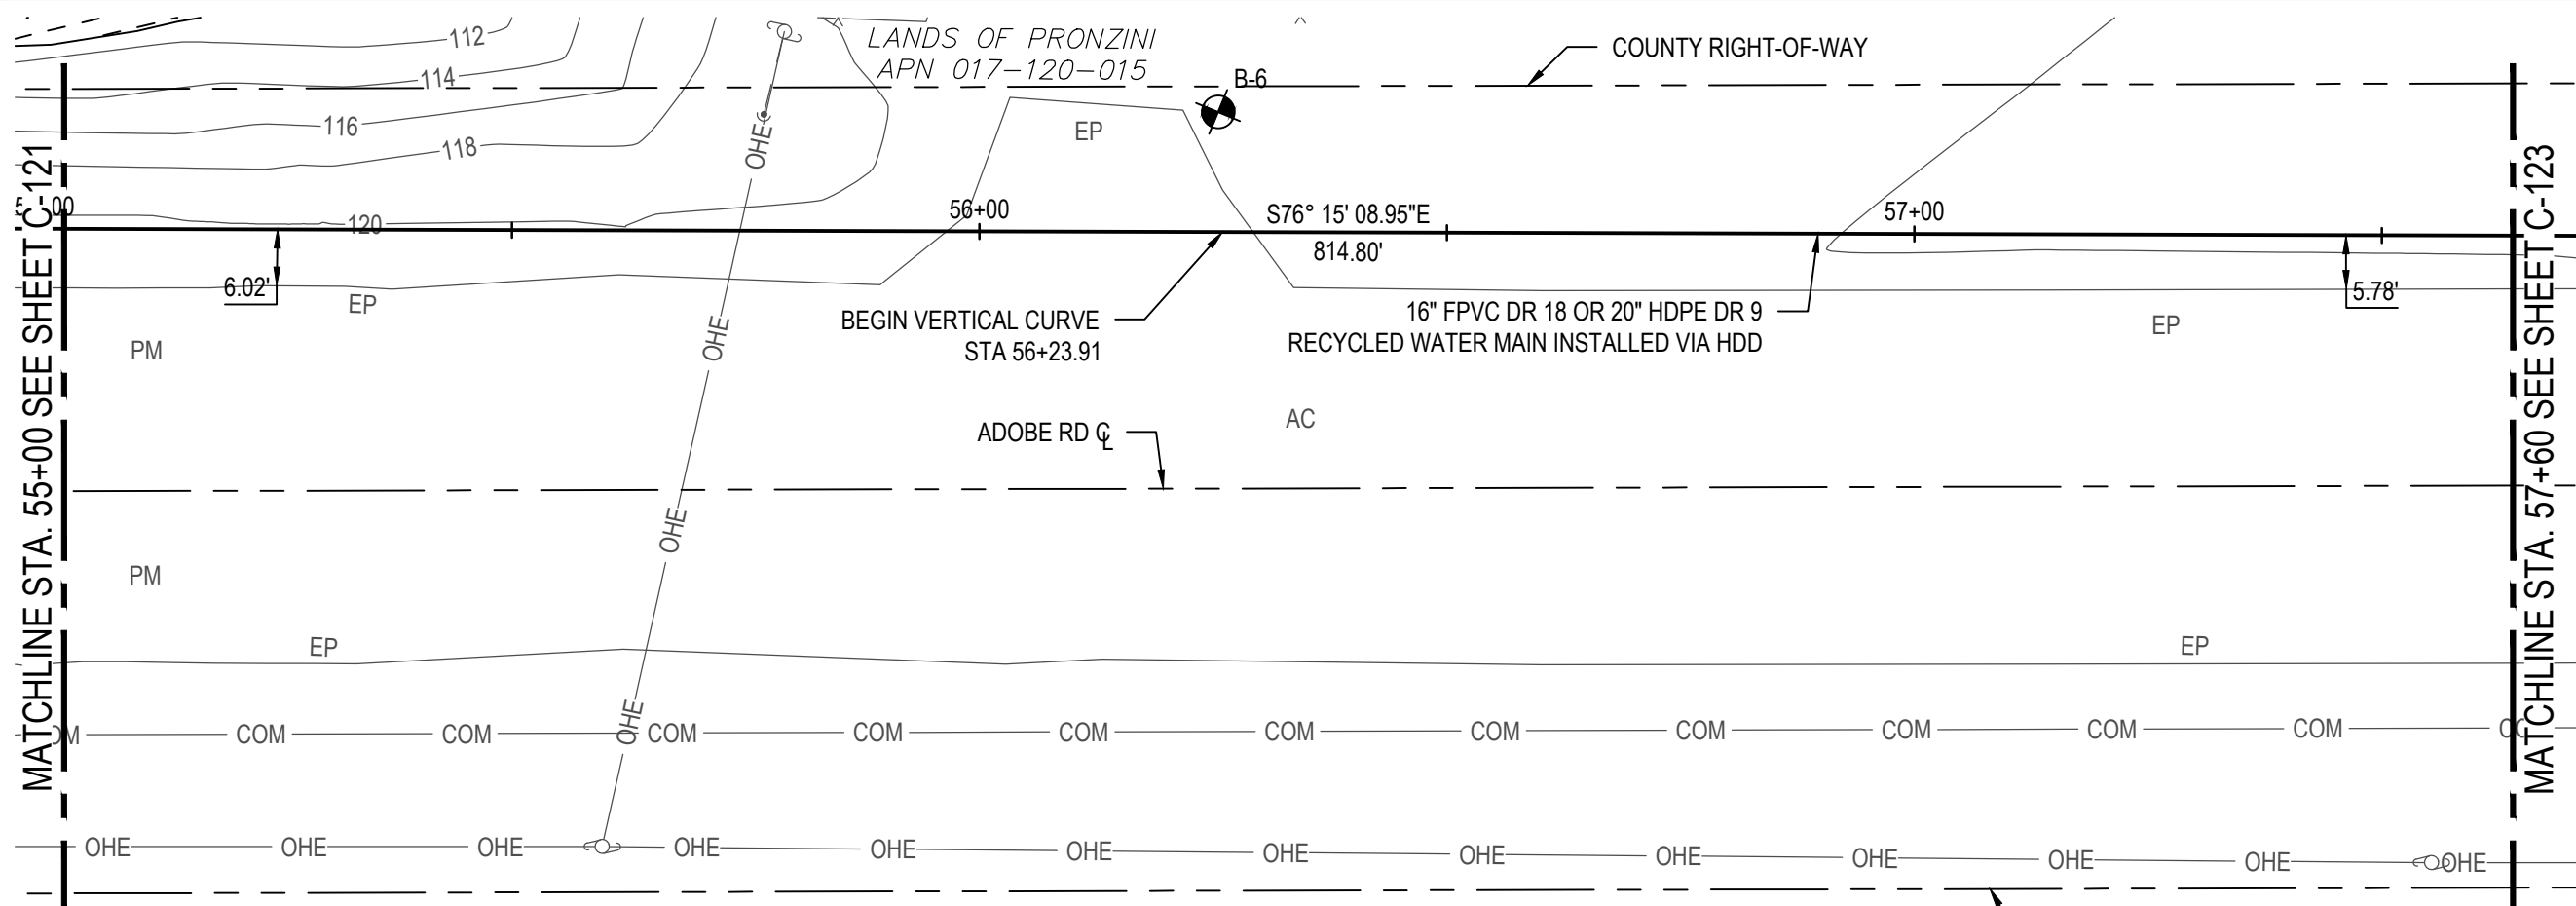 112
LANDS OF PRONZINI
APN 017-120-015
COUNTY RIGHT-OF-WAY
114
B-6
116
EP
118
OHE
MATCHLINE STA. 55+00 SEE SHEET C-121
MATCHLINE STA. 57+60 SEE SHEET C-123
120
56+00
S76° 15' 08.95"E
814.80'
57+00
6.02'
EP
5.78'
BEGIN VERTICAL CURVE
STA 56+23.91
16" FPVC DR 18 OR 20" HDPE DR 9
RECYCLED WATER MAIN INSTALLED VIA HDD
EP
OHE
PM
AC
ADOBE RD ℄
OHE
PM
EP
EP
OHE
COM COM COM COM COM COM COM COM COM COM COM
OHE OHE OHE OHE OHE OHE OHE OHE OHE OHE OHE OHE OHE